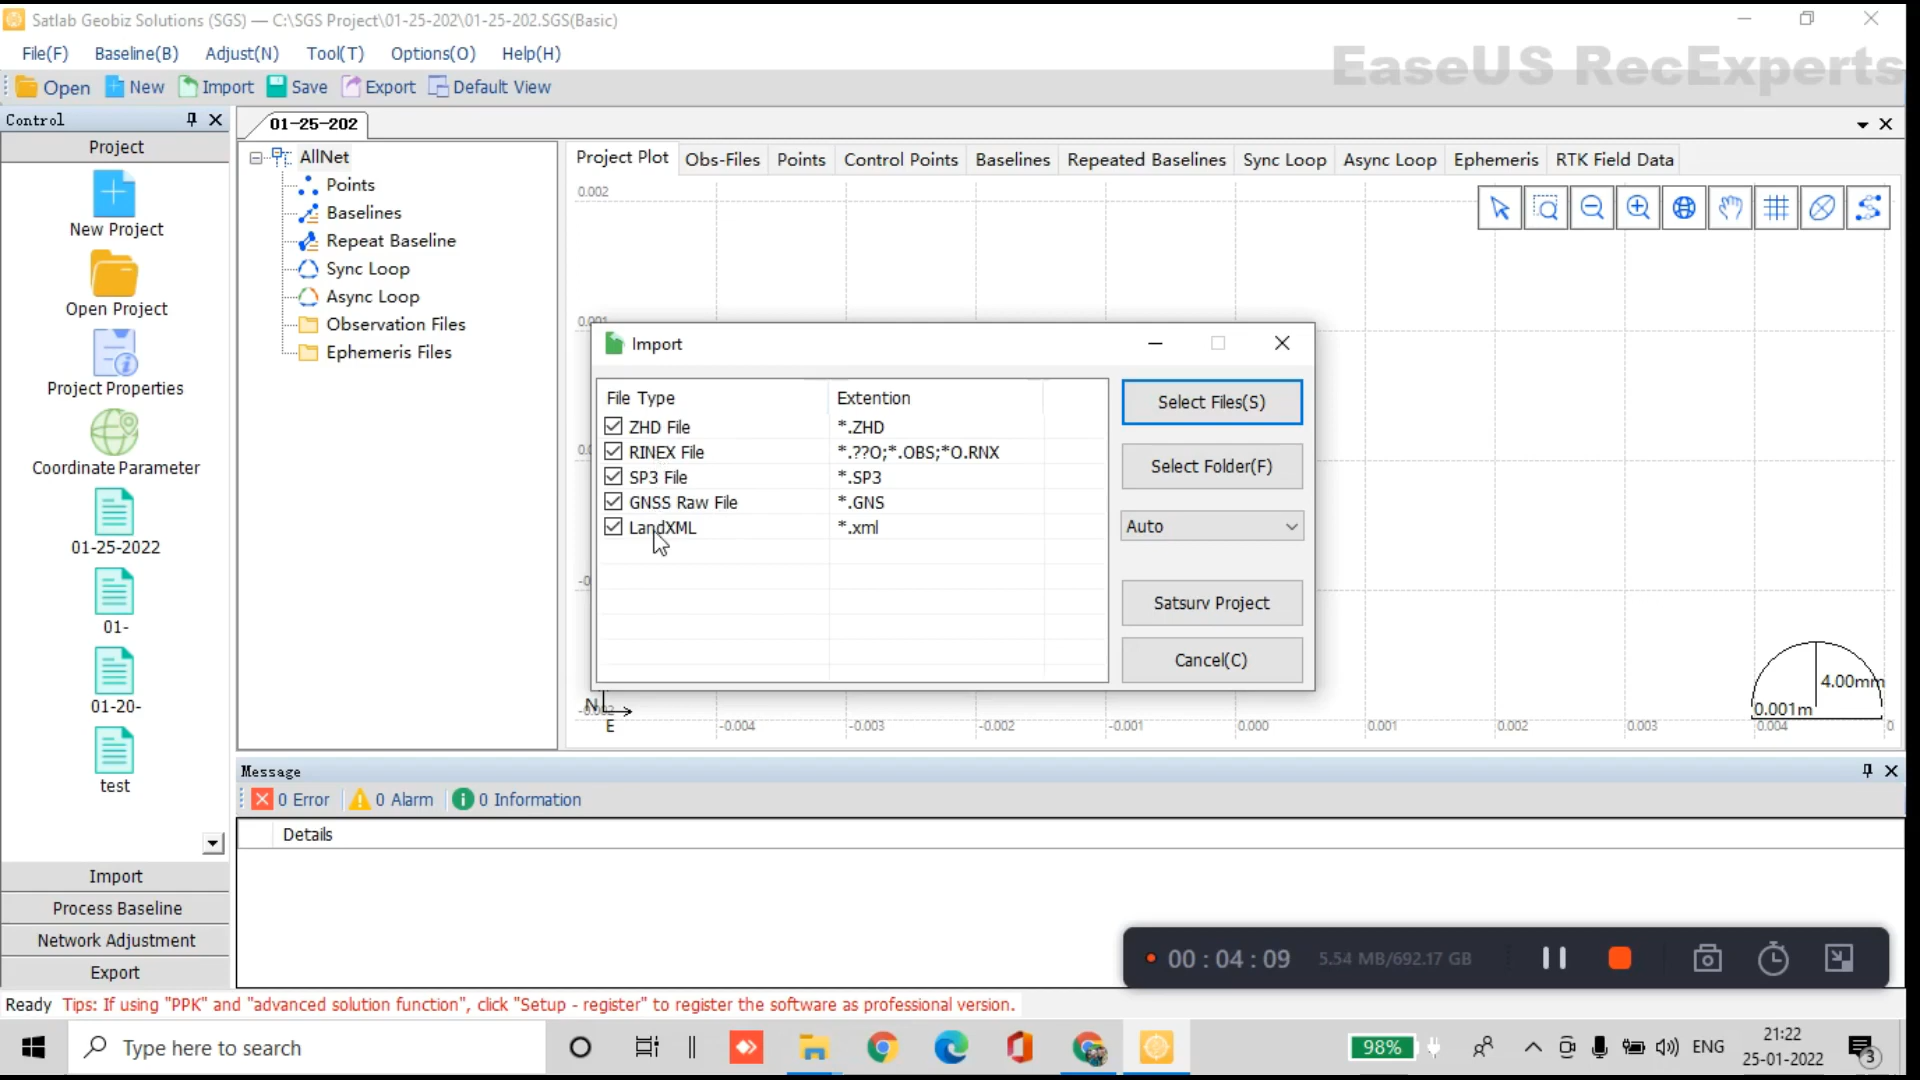 Satlab Geobiz Solutions (SGS) — C:\SGS Project\01-25-202\01-25-202.SGS(Basic)
File(F) Baseline(B) Adjust(N) Tool(T) Options(O) Help(H)
EaseUS RecExperts
Open New Import Save Export Default View
Control
Project
New Project
Open Project
Project Properties
Coordinate Parameter
01-25-2022
01-
01-20-
test
Import
Process Baseline
Network Adjustment
Export
01-25-202
AllNet
Points
Baselines
Repeat Baseline
Sync Loop
Async Loop
Observation Files
Ephemeris Files
Project Plot Obs-Files Points Control Points Baselines Repeated Baselines Sync Loop Async Loop Ephemeris RTK Field Data
0.002
0.001
Import
File Type Extention
ZHD File *.ZHD
RINEX File *.??O;*.OBS;*O.RNX
SP3 File *.SP3
GNSS Raw File *.GNS
LandXML *.xml
Select Files(S)
Select Folder(F)
Auto
Satsurv Project
Cancel(C)
4.00mm
0.001m
N
-0.002
E
-0.004 -0.003 -0.002 -0.001 0.000 0.001 0.002 0.003 0.004 0
Message
0 Error 0 Alarm 0 Information
Details
00 : 04 : 09 5.54 MB/692.17 GB
Ready Tips: If using "PPK" and "advanced solution function", click "Setup - register" to register the software as professional version.
Type here to search
98%
ENG
21:22
25-01-2022
3